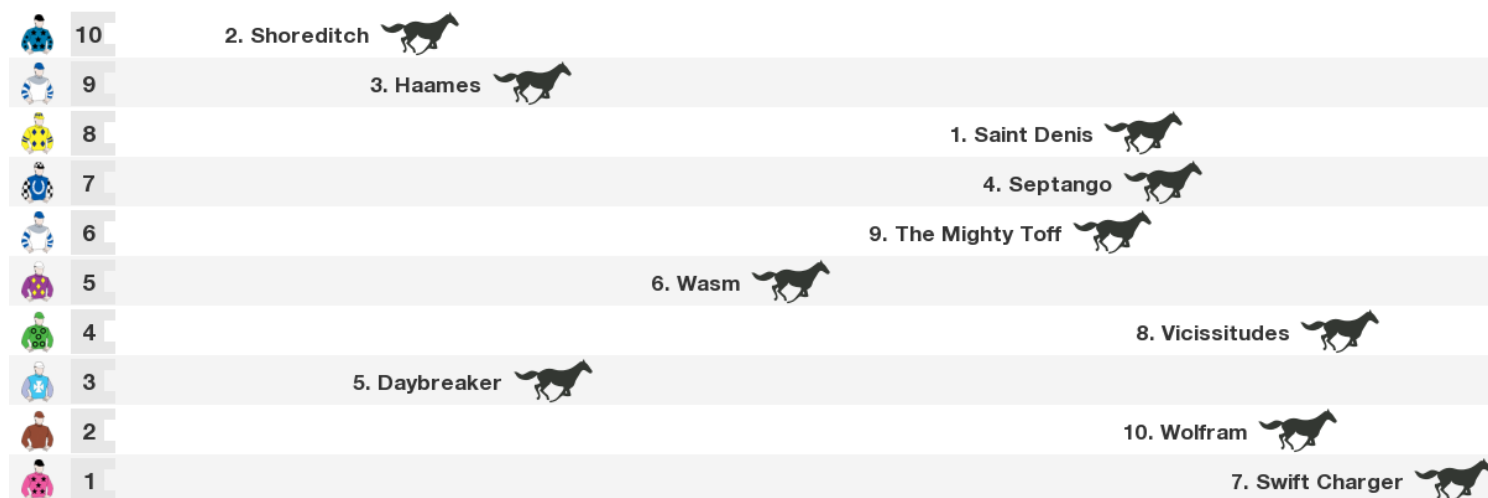 10 2. Shoreditch
9 3. Haames
8 1. Saint Denis
7 4. Septango
6 9. The Mighty Toff
5 6. Wasm
4 8. Vicissitudes
3 5. Daybreaker
2 10. Wolfram
1 7. Swift Charger